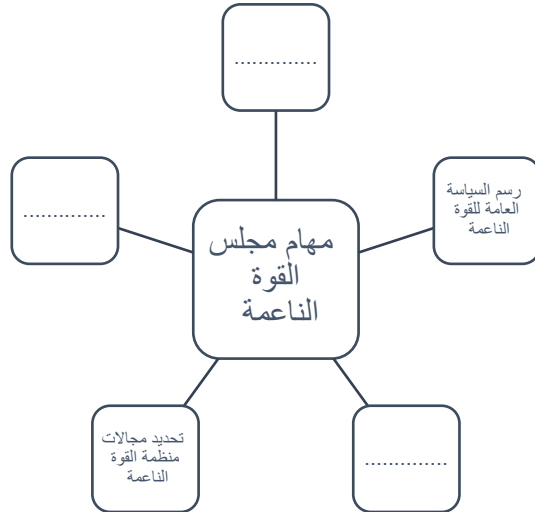 ..............
رسم السياسة
العامة للقوة
الناعمة
..............
مهام مجلس
القوة
الناعمة
تحديد مجالات
منظمة القوة
الناعمة
..............